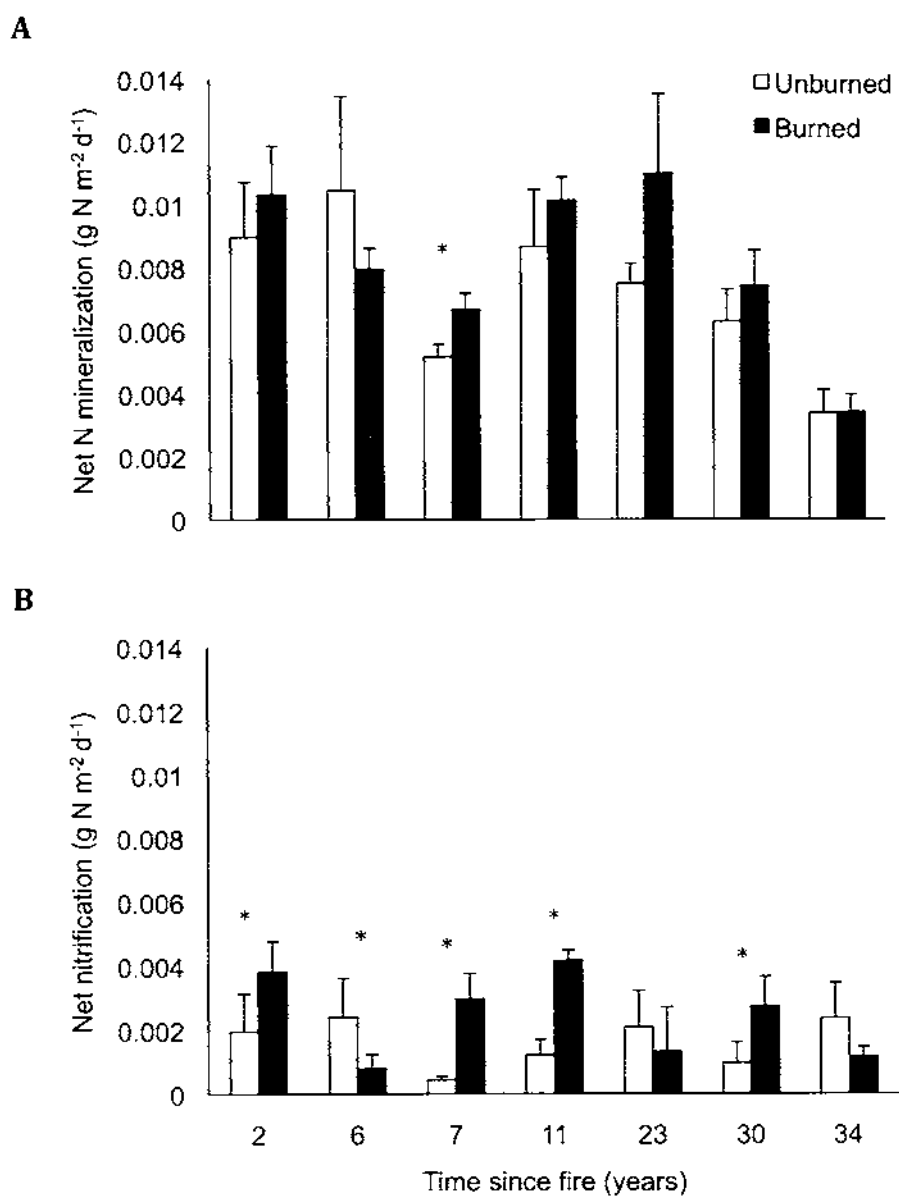 A
0.014
0.012
0.01
0.008
0.006
0.004
0.002
0
Net N mineralization (g N m⁻² d⁻¹)
Unburned
Burned
*
B
0.014
0.012
0.01
0.008
0.006
0.004
0.002
0
Net nitrification (g N m⁻² d⁻¹)
* * * * *
2 6 7 11 23 30 34
Time since fire (years)